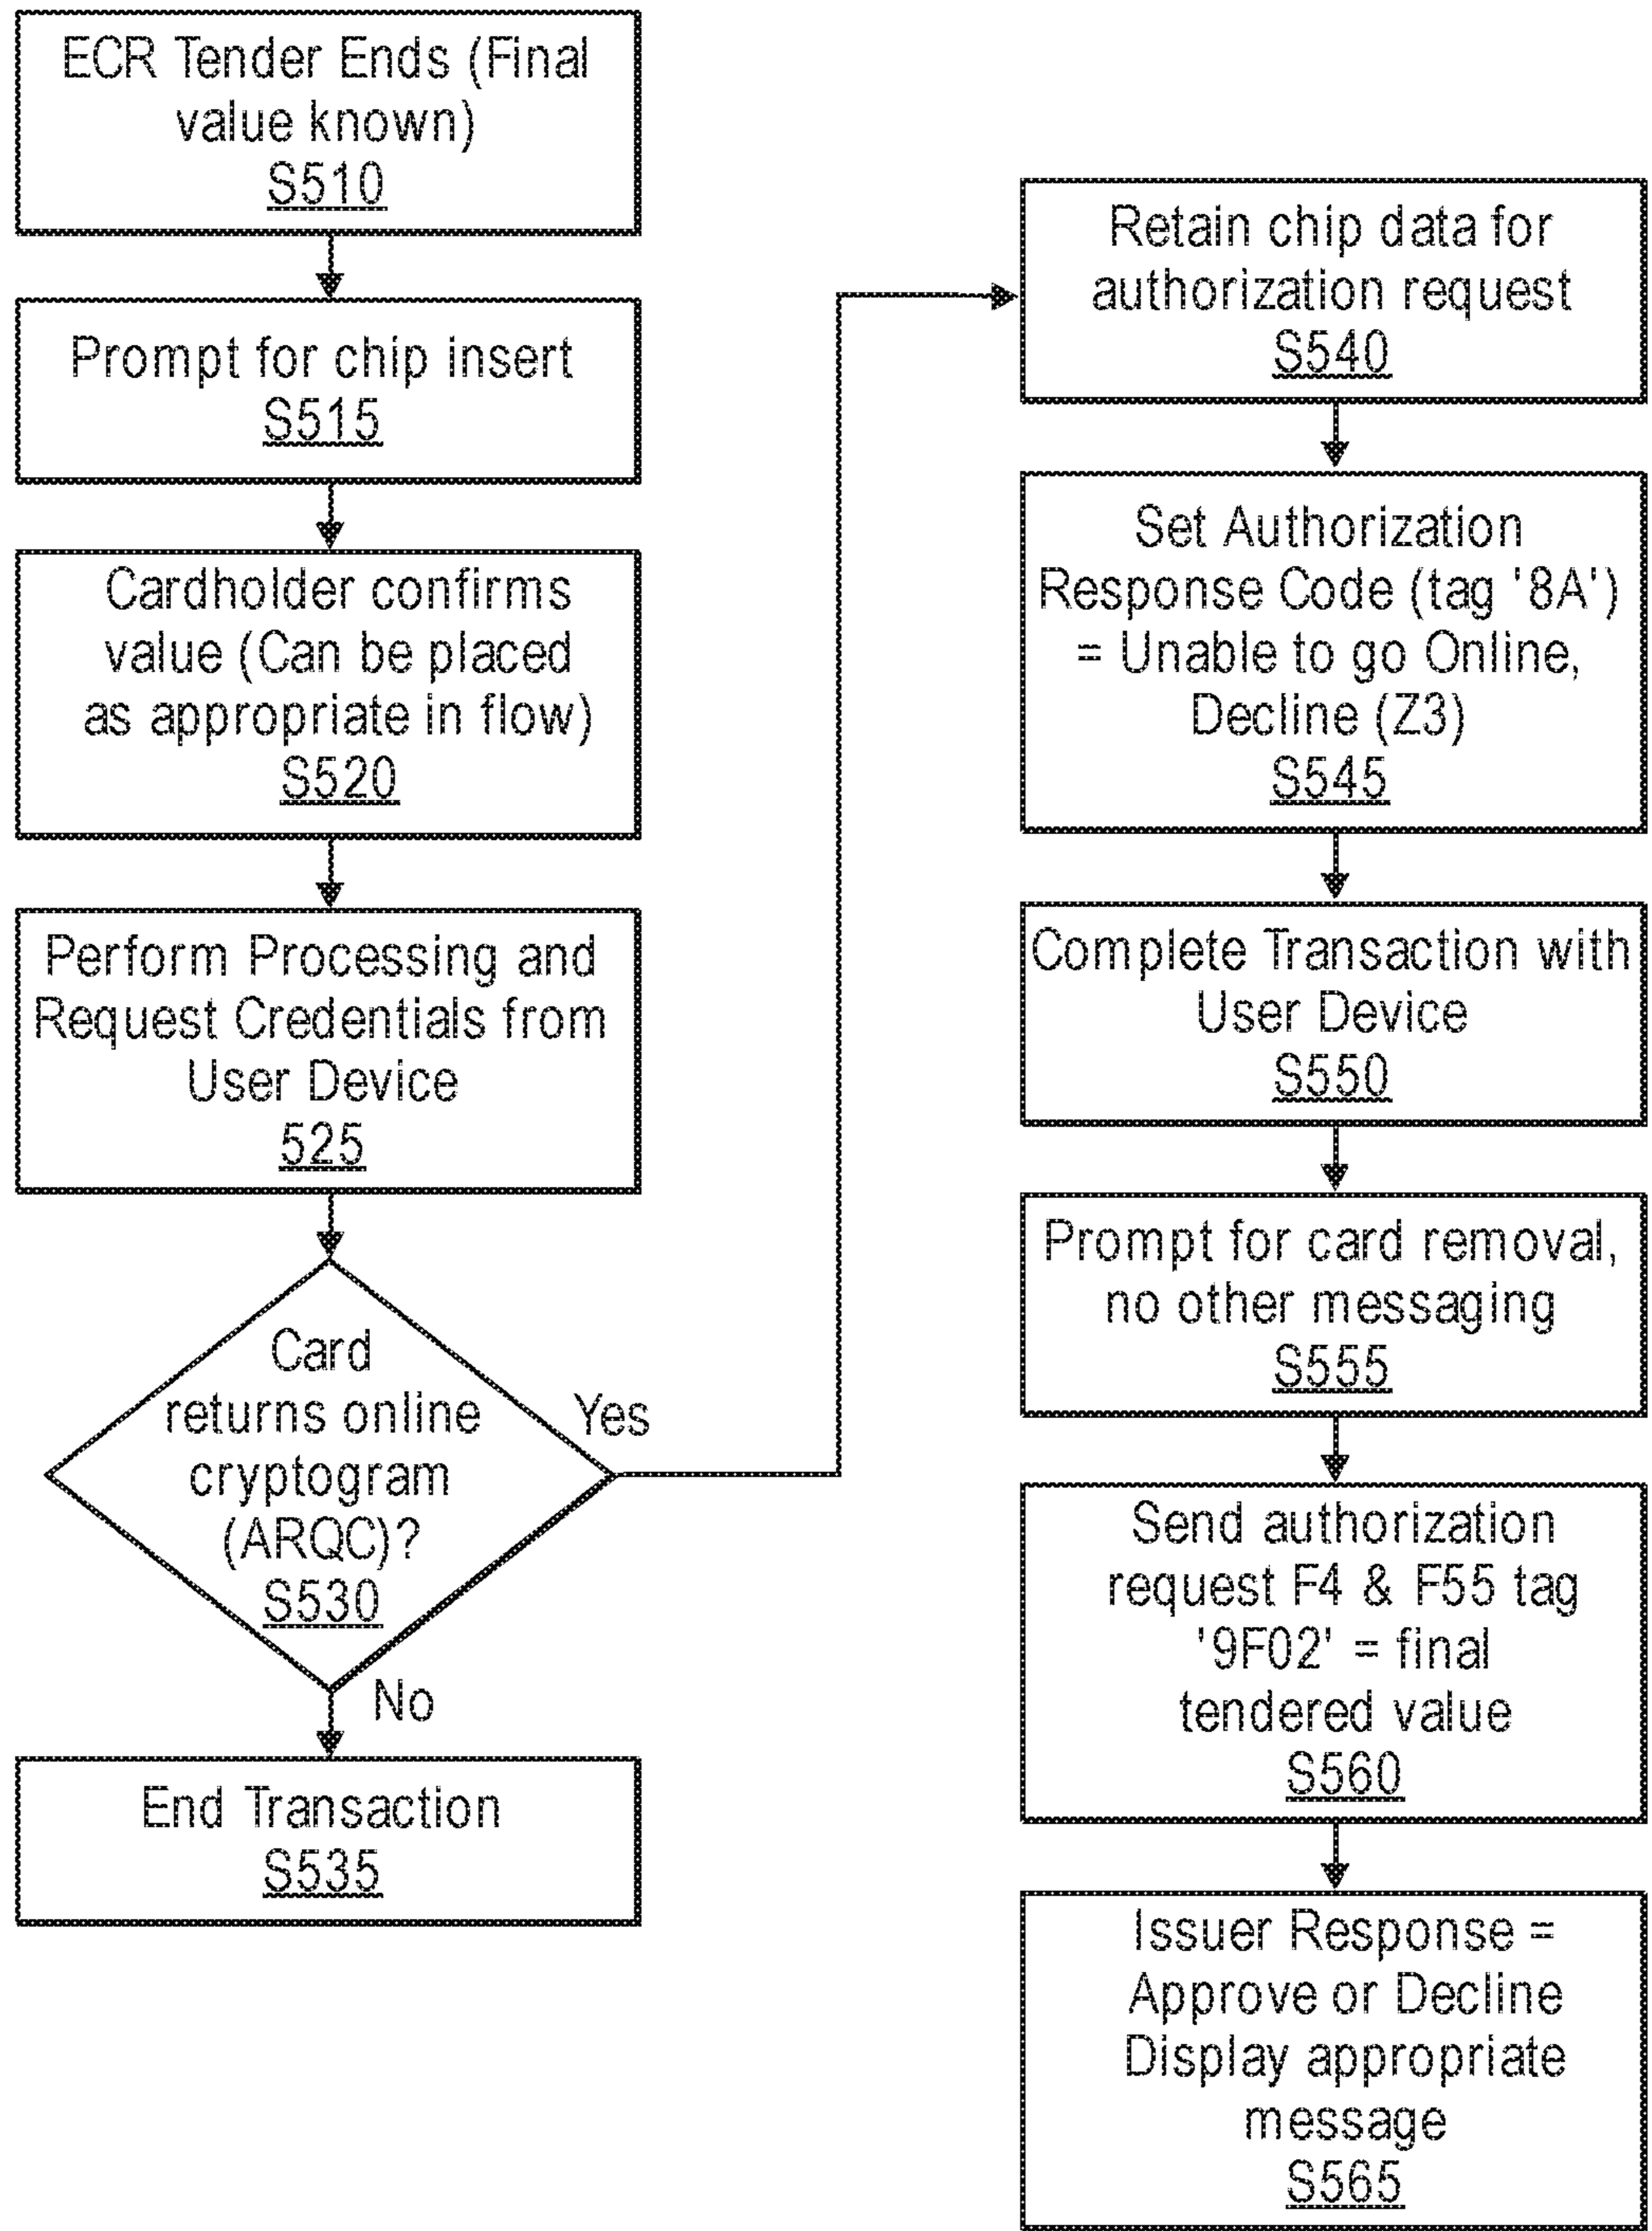 ECR Tender Ends (Final
value known)
S510
Prompt for chip insert
S515
Cardholder confirms
value (Can be placed
as appropriate in flow)
S520
Perform Processing and
Request Credentials from
User Device
525
Card
returns online
cryptogram
(ARQC)?
S530
Yes
No
End Transaction
S535
Retain chip data for
authorization request
S540
Set Authorization
Response Code (tag '8A')
= Unable to go Online,
Decline (Z3)
S545
Complete Transaction with
User Device
S550
Prompt for card removal,
no other messaging
S555
Send authorization
request F4 & F55 tag
'9F02' = final
tendered value
S560
Issuer Response =
Approve or Decline
Display appropriate
message
S565